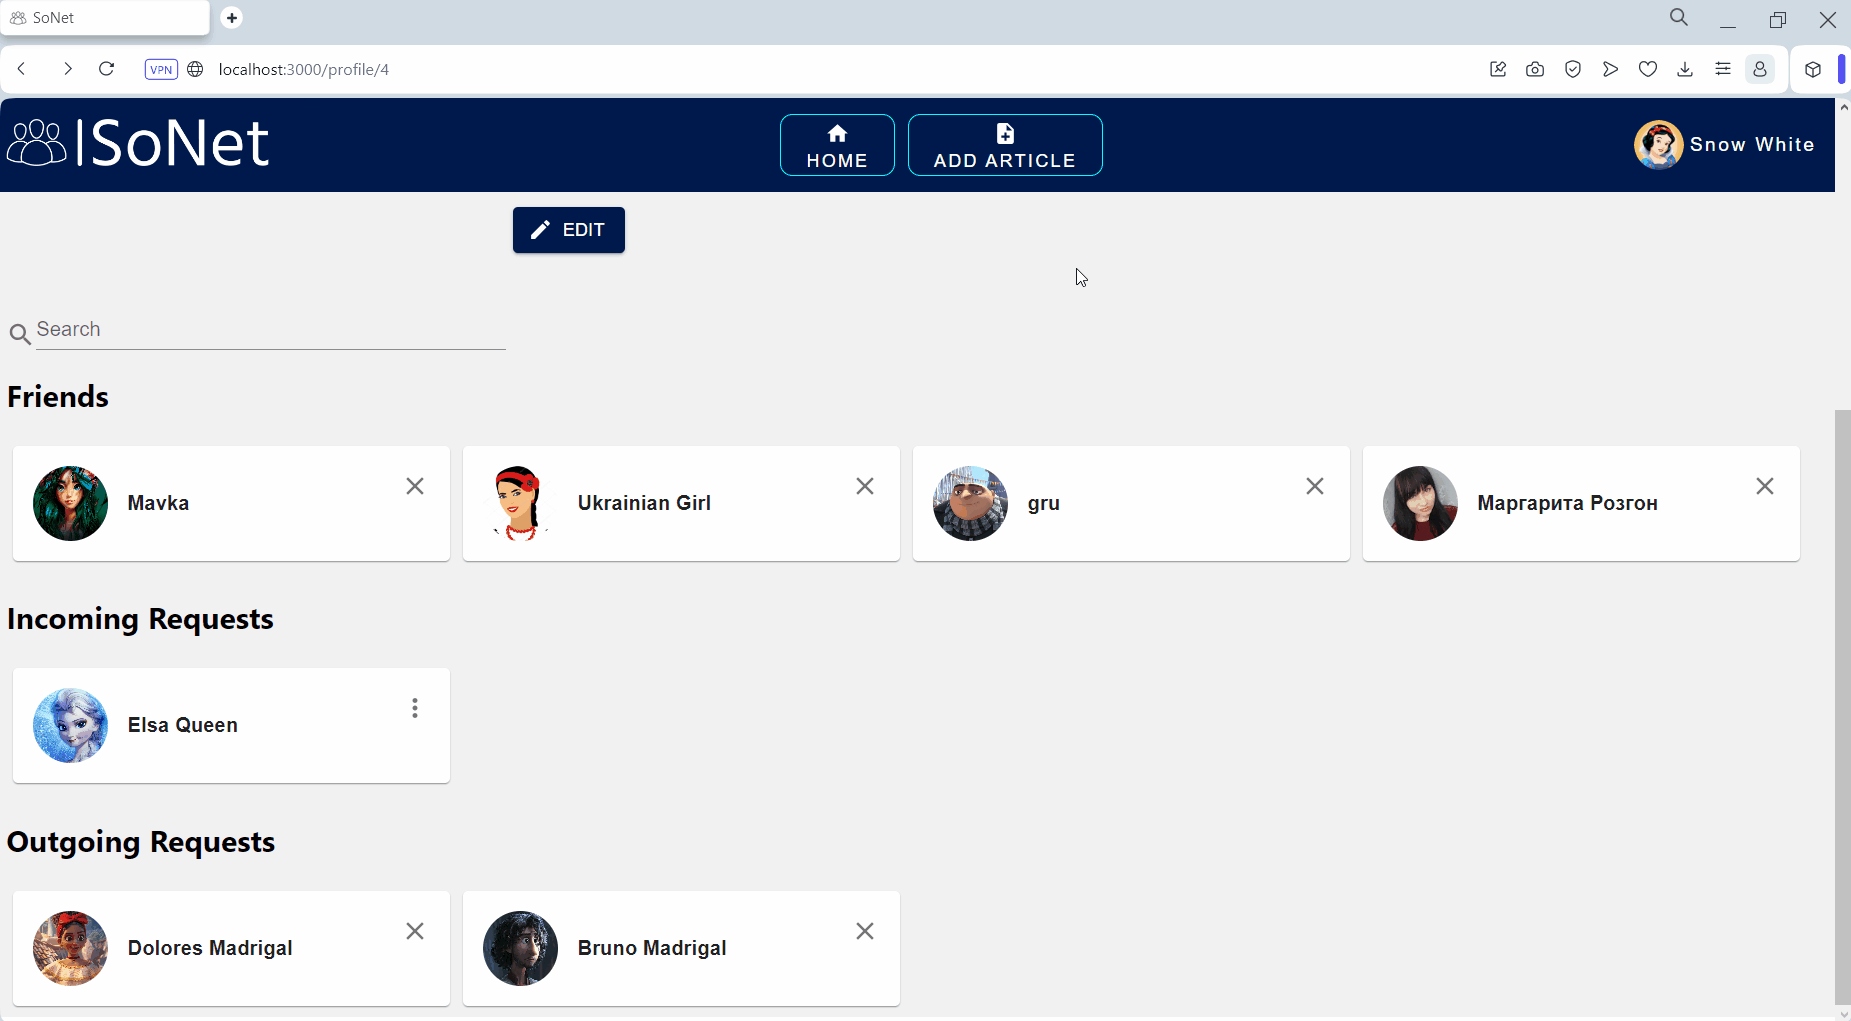 SoNet
VPN localhost:3000/profile/4
SoNet
HOME
ADD ARTICLE
Snow White
EDIT
Search
Friends
Mavka
Ukrainian Girl
gru
Маргарита Розгон
Incoming Requests
Elsa Queen
Outgoing Requests
Dolores Madrigal
Bruno Madrigal